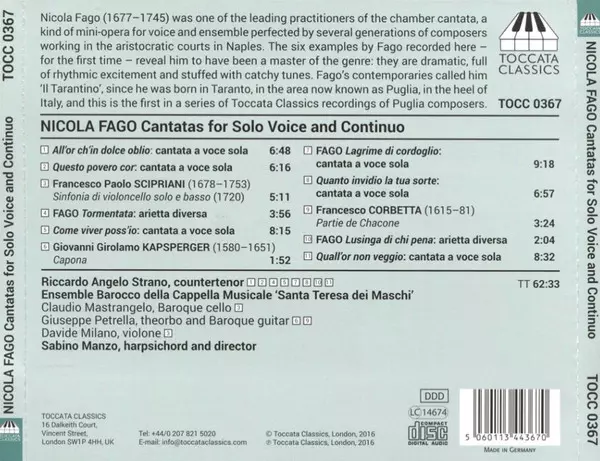 TOCC 0367
NICOLA FAGO Cantatas for Solo Voice and Continuo
Nicola Fago (1677–1745) was one of the leading practitioners of the chamber cantata, a
kind of mini-opera for voice and ensemble perfected by several generations of composers
working in the aristocratic courts in Naples. The six examples by Fago recorded here –
for the first time – reveal him to have been a master of the genre: they are dramatic, full
of rhythmic excitement and stuffed with catchy tunes. Fago's contemporaries called him
'Il Tarantino', since he was born in Taranto, in the area now known as Puglia, in the heel of
Italy, and this is the first in a series of Toccata Classics recordings of Puglia composers.
TOCCATA
CLASSICS
TOCC 0367
NICOLA FAGO Cantatas for Solo Voice and Continuo
1 All'or ch'in dolce oblio: cantata a voce sola 6:48
2 Questo povero cor: cantata a voce sola 6:16
3 Francesco Paolo SCIPRIANI (1678–1753)
Sinfonia di violoncello solo e basso (1720) 5:11
4 FAGO Tormentata: arietta diversa 3:56
5 Come viver poss'io: cantata a voce sola 8:15
6 Giovanni Girolamo KAPSPERGER (1580–1651)
Capona 1:52
7 FAGO Lagrime di cordoglio:
cantata a voce sola 9:18
8 Quanto invidio la tua sorte:
cantata a voce sola 6:57
9 Francesco CORBETTA (1615–81)
Partie de Chacone 3:24
10 FAGO Lusinga di chi pena: arietta diversa 2:04
11 Quall'or non veggio: cantata a voce sola 8:32
Riccardo Angelo Strano, countertenor 1 2 4 5 7 8 10 11
TT 62:33
Ensemble Barocco della Cappella Musicale 'Santa Teresa dei Maschi'
Claudio Mastrangelo, Baroque cello 3
Giuseppe Petrella, theorbo and Baroque guitar 6 9
Davide Milano, violone 3
Sabino Manzo, harpsichord and director
TOCCATA CLASSICS
16 Dalkeith Court,
Vincent Street,
London SW1P 4HH, UK
Tel: +44/0 207 821 5020
E-mail: info@toccataclassics.com
© Toccata Classics, London, 2016
℗ Toccata Classics, London, 2016
DDD
LC 14674
COMPACT
disc
DIGITAL AUDIO
5 060113 443670
MADE IN GERMANY
NICOLA FAGO Cantatas for Solo Voice and Continuo
TOCC 0367